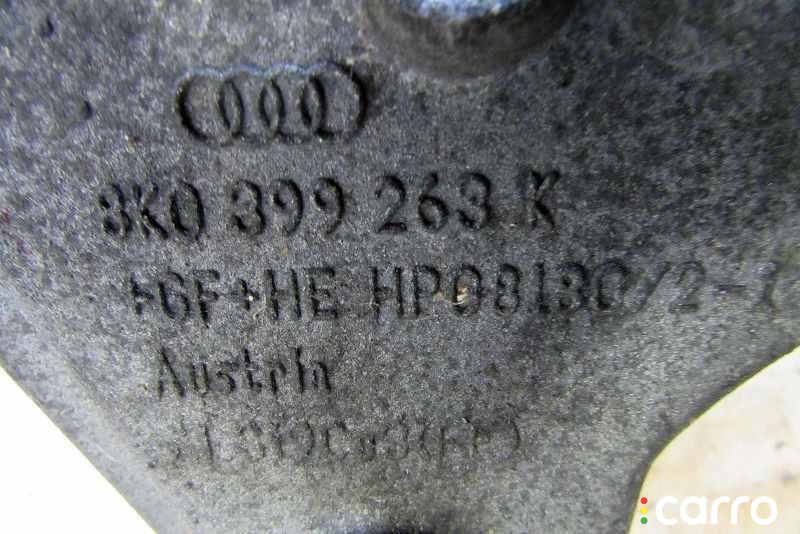 8K0 399 263 K
+GF+HE HP08130/2-
Austria
carro